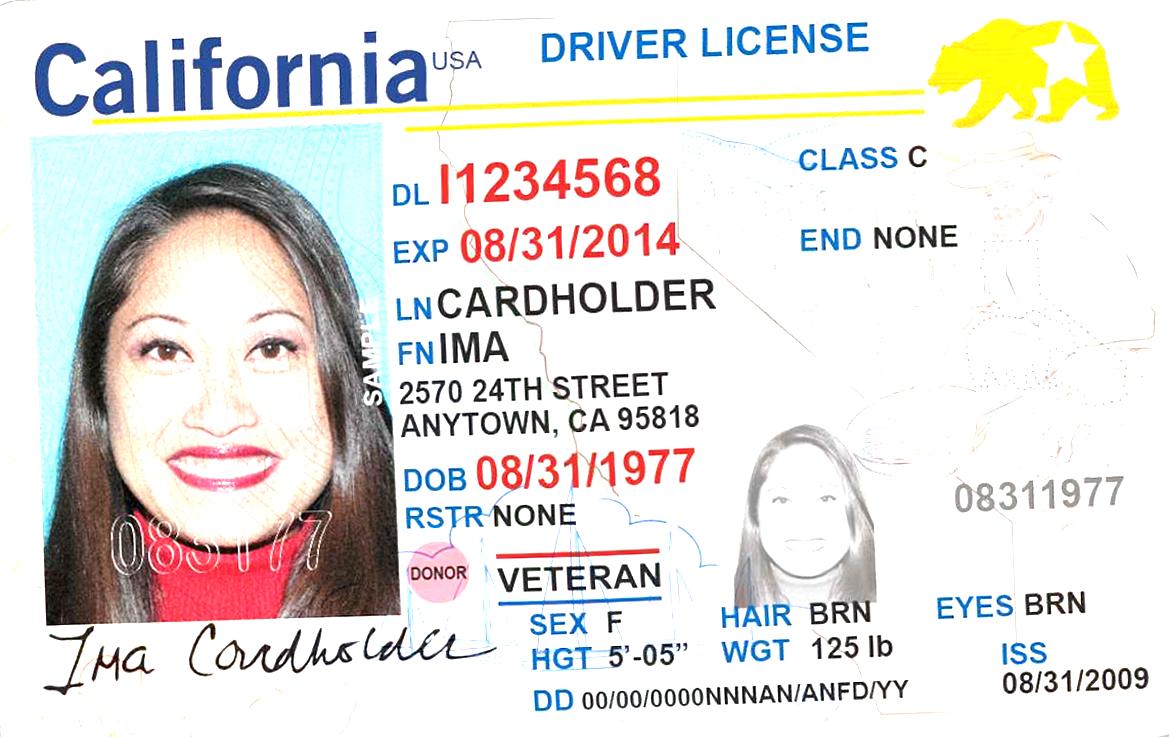 California USA DRIVER LICENSE
CLASS C
DL I1234568
EXP 08/31/2014
END NONE
LN CARDHOLDER
FN IMA
2570 24TH STREET
ANYTOWN, CA 95818
DOB 08/31/1977
RSTR NONE
08311977
SAMPLE
083177
DONOR
VETERAN
SEX F
HAIR BRN
EYES BRN
HGT 5'-05"
WGT 125 lb
ISS
08/31/2009
DD 00/00/0000NNNAN/ANFD/YY
Ima Cardholder